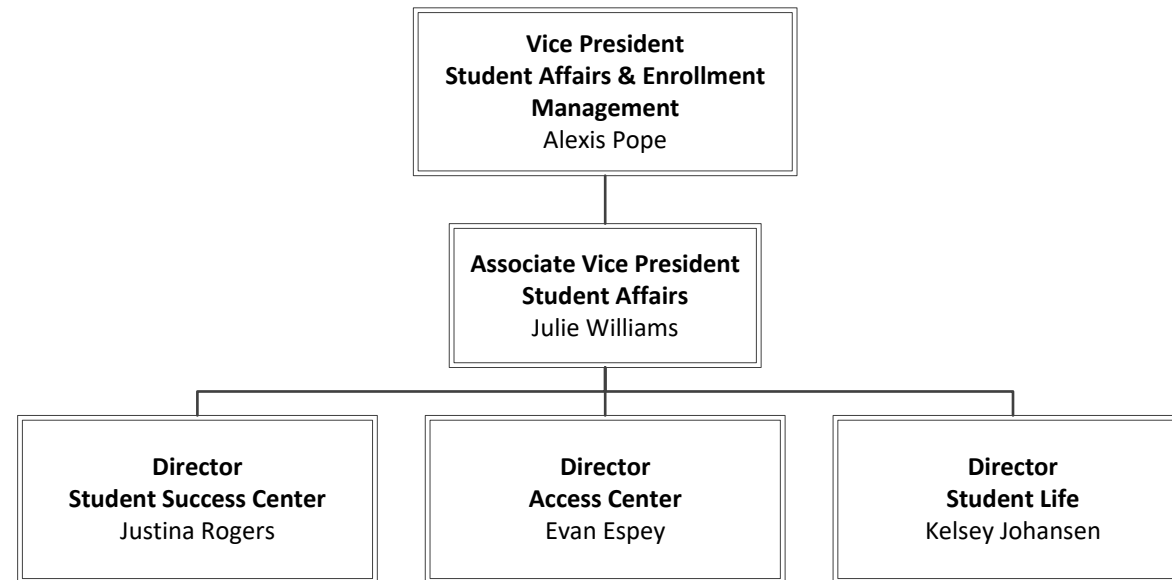 Vice President
Student Affairs & Enrollment
Management
Alexis Pope
Associate Vice President
Student Affairs
Julie Williams
Director
Student Success Center
Justina Rogers
Director
Access Center
Evan Espey
Director
Student Life
Kelsey Johansen